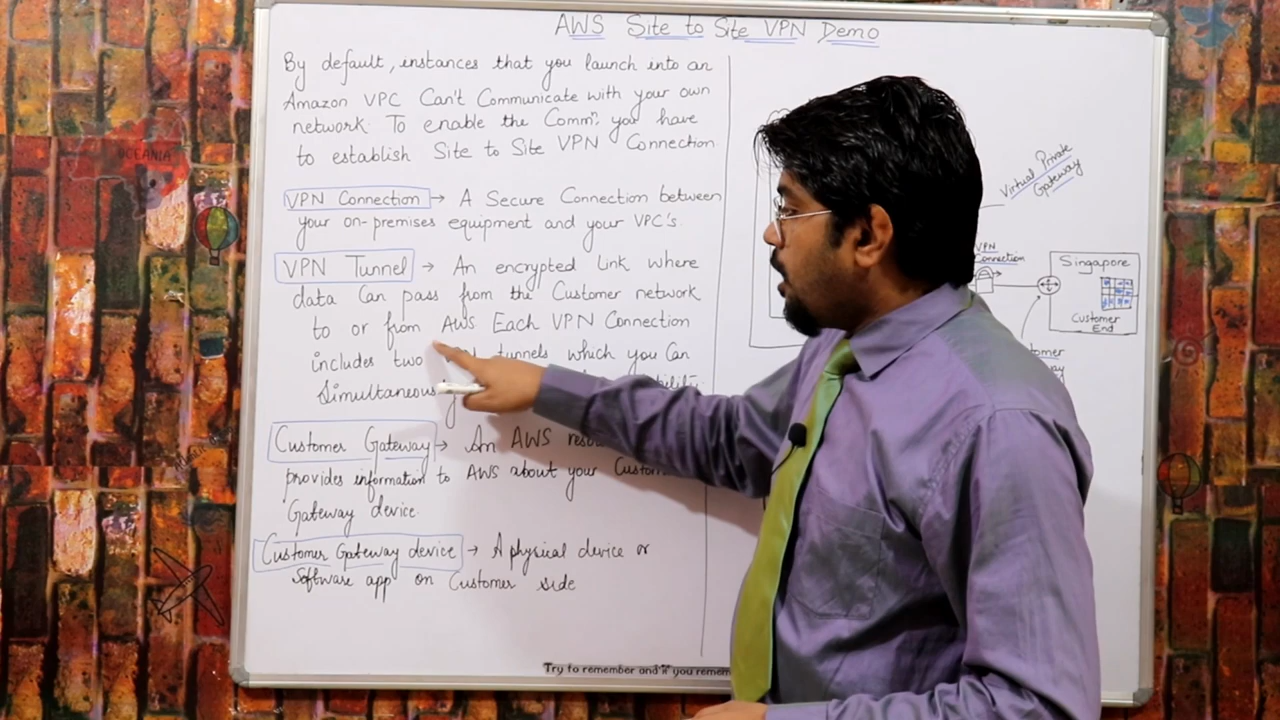 AWS Site to Site VPN Demo
By default, instances that you launch into an
Amazon VPC Can't Communicate with your own
network. To enable the Commⁿ. you have
to establish Site to Site VPN Connection
VPN Connection → A Secure Connection between
your on-premises equipment and your VPC's.
VPN Tunnel → An encrypted link where
data Can pass from the Customer network
to or from AWS Each VPN Connection
includes two tunnels which you Can
Simultaneously
Customer Gateway → An AWS
provides information to AWS about your
Gateway device.
Customer Gateway device → A physical device or
Software app on Customer side
Virtual Private
Gateway
VPN
Connection
Singapore
Customer
End
OCEANIA
Try to remember and if you